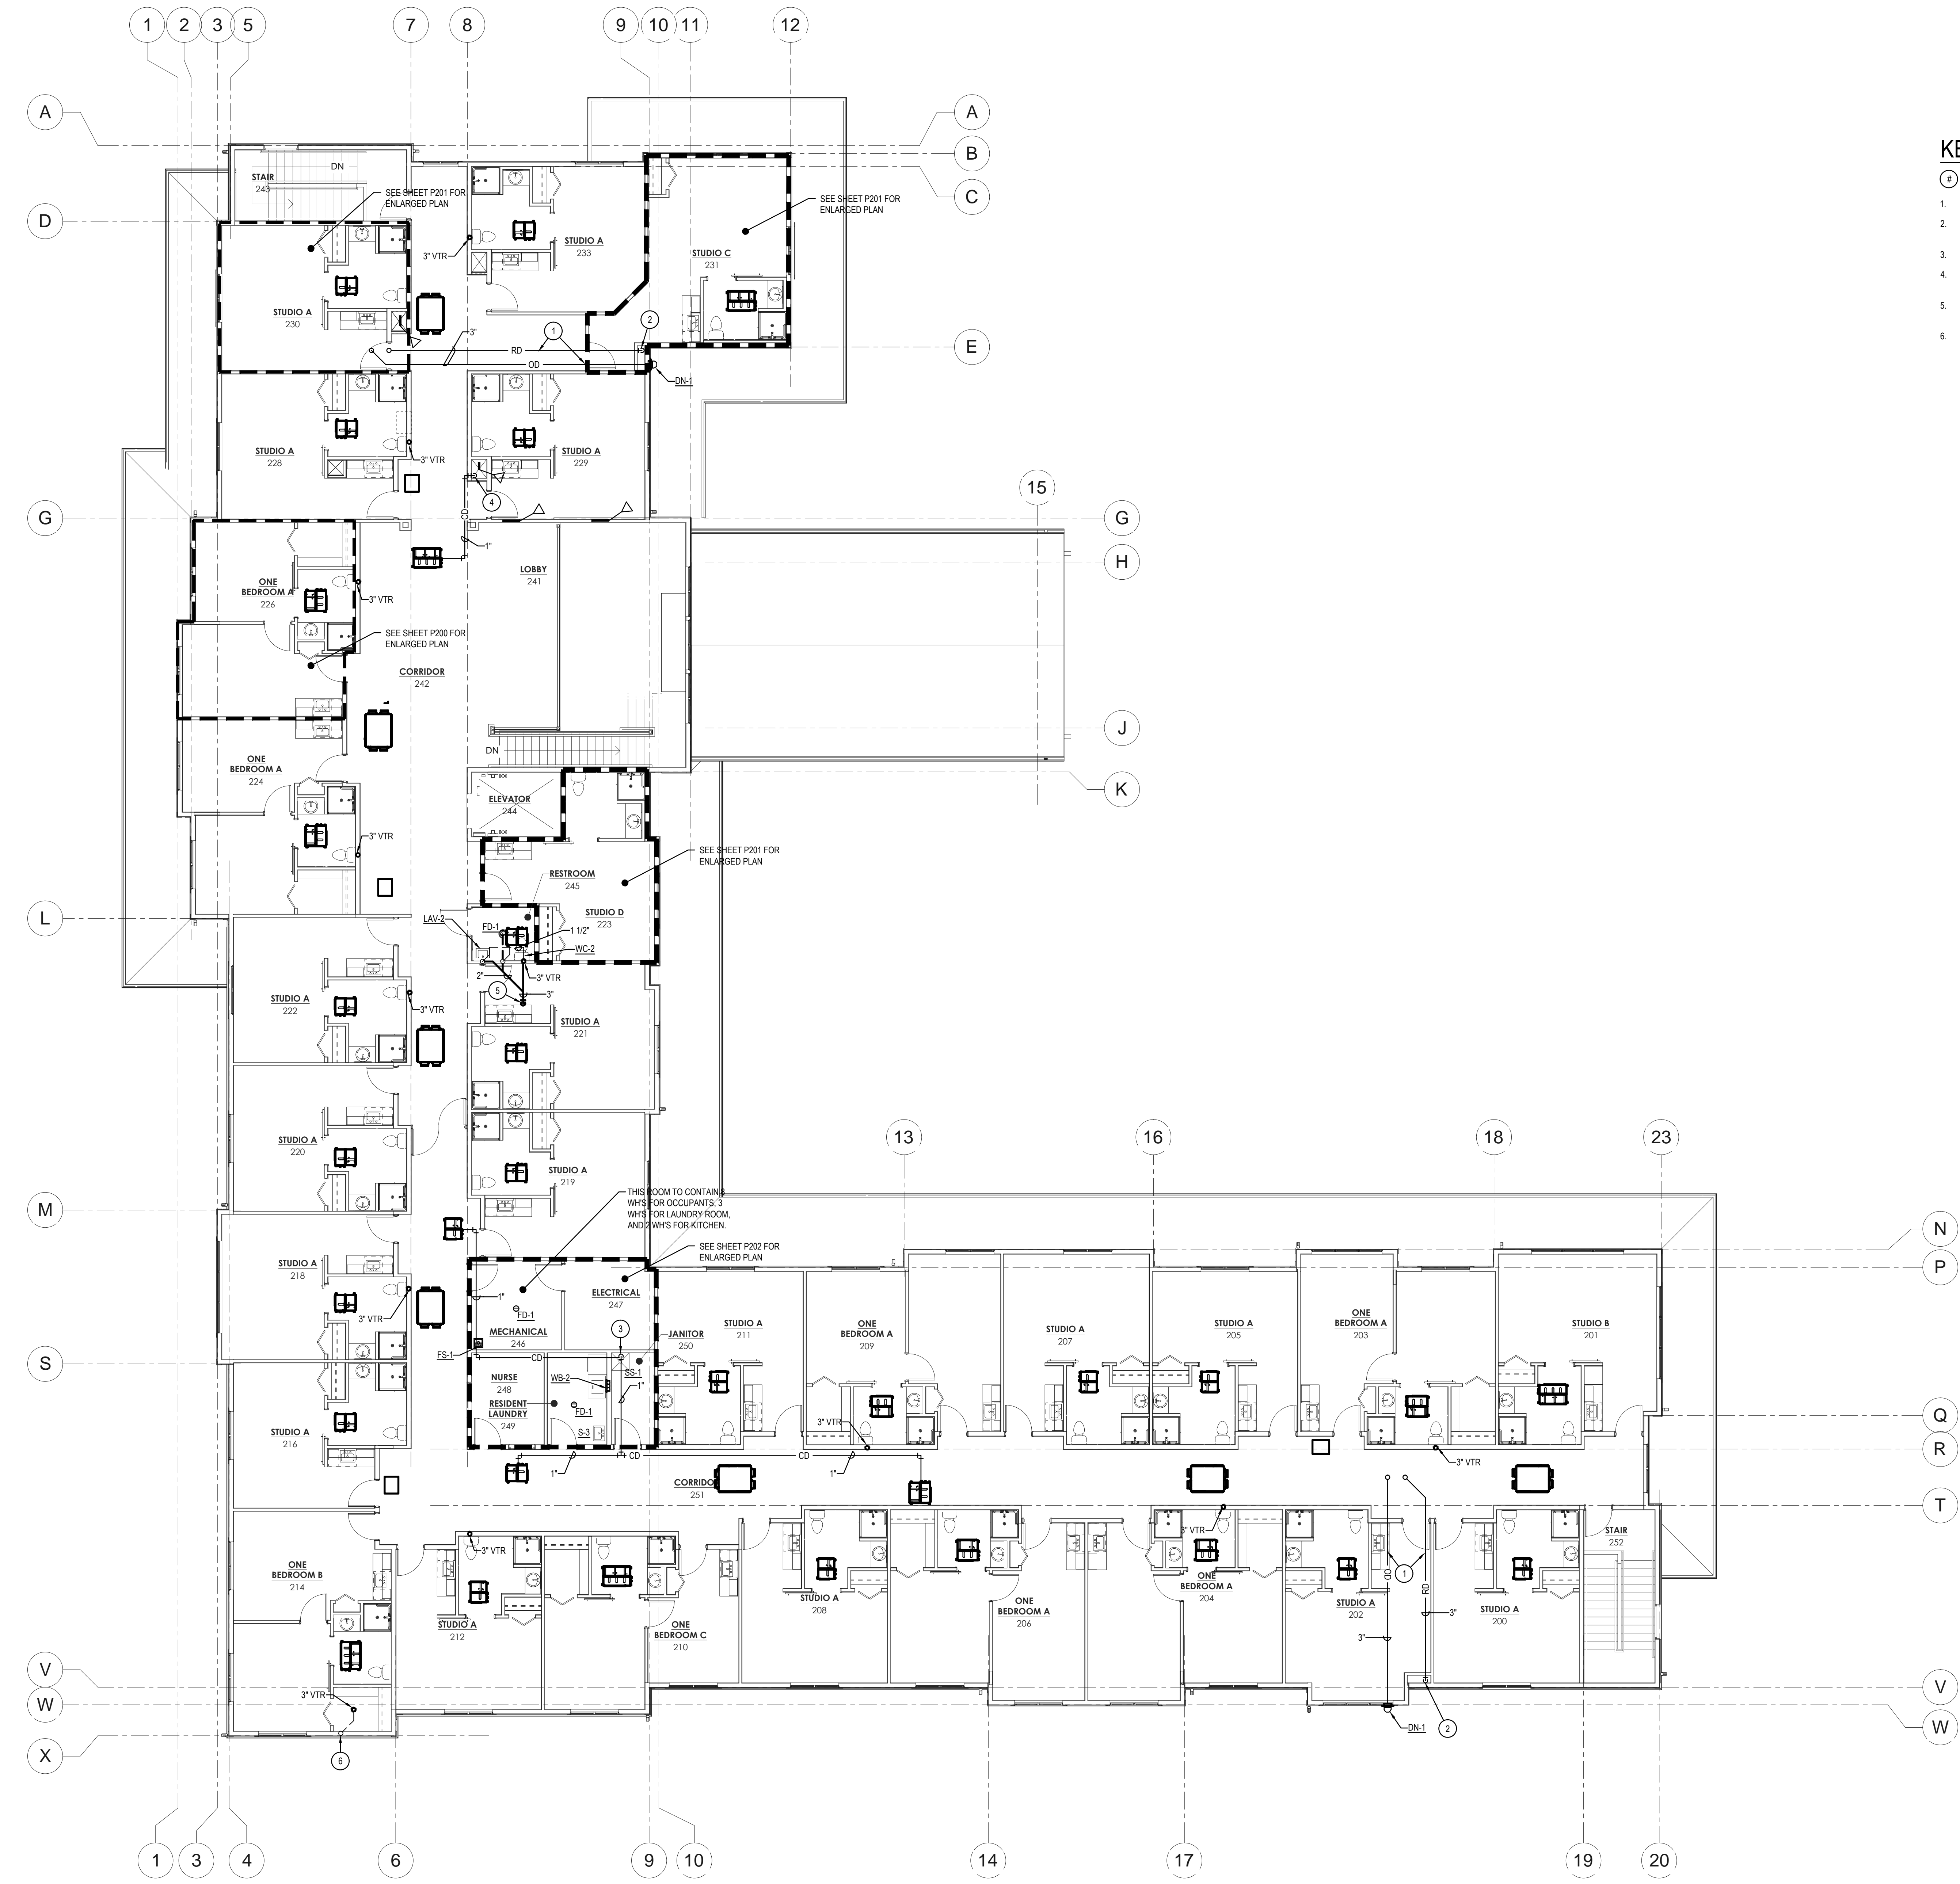 1
2
3
5
7
8
9
10
11
12
A
A
B
C
D
E
G
15
G
H
J
K
L
M
S
13
16
18
23
N
P
Q
R
T
V
W
X
V
W
1
3
4
6
9
10
14
17
19
20
KE
#
1.
2.
3.
4.
5.
6.
STAIR
243
DN
SEE SHEET P201 FOR
ENLARGED PLAN
STUDIO A
233
3" VTR
STUDIO C
231
SEE SHEET P201 FOR
ENLARGED PLAN
STUDIO A
230
3"
1
2
RD
OD
DN-1
STUDIO A
228
3" VTR
STUDIO A
229
4
CD
1"
LOBBY
241
ONE
BEDROOM A
226
3" VTR
SEE SHEET P200 FOR
ENLARGED PLAN
CORRIDOR
242
ONE
BEDROOM A
224
3" VTR
DN
ELEVATOR
244
SEE SHEET P201 FOR
ENLARGED PLAN
RESTROOM
245
STUDIO D
223
LAV-2
FD-1
1 1/2"
WC-2
2"
3" VTR
5
3"
STUDIO A
222
3" VTR
STUDIO A
221
STUDIO A
220
STUDIO A
219
THIS ROOM TO CONTAIN 8
WH'S FOR OCCUPANTS, 3
WH'S FOR LAUNDRY ROOM,
AND 2 WH'S FOR KITCHEN.
SEE SHEET P202 FOR
ENLARGED PLAN
STUDIO A
218
3" VTR
1"
FD-1
ELECTRICAL
247
MECHANICAL
246
3
JANITOR
250
FS-1
CD
NURSE
248
WB-2
SS-1
1"
RESIDENT
LAUNDRY
249
FD-1
S-3
STUDIO A
216
STUDIO A
211
ONE
BEDROOM A
209
STUDIO A
207
STUDIO A
205
ONE
BEDROOM A
203
STUDIO B
201
3" VTR
3" VTR
CD
CD
1"
1"
CORRIDO
251
ONE
BEDROOM B
214
3" VTR
STUDIO A
212
ONE
BEDROOM C
210
STUDIO A
208
ONE
BEDROOM A
206
3" VTR
ONE
BEDROOM A
204
STUDIO A
202
1
OD
RD
3"
3"
STUDIO A
200
STAIR
252
3" VTR
6
DN-1
2